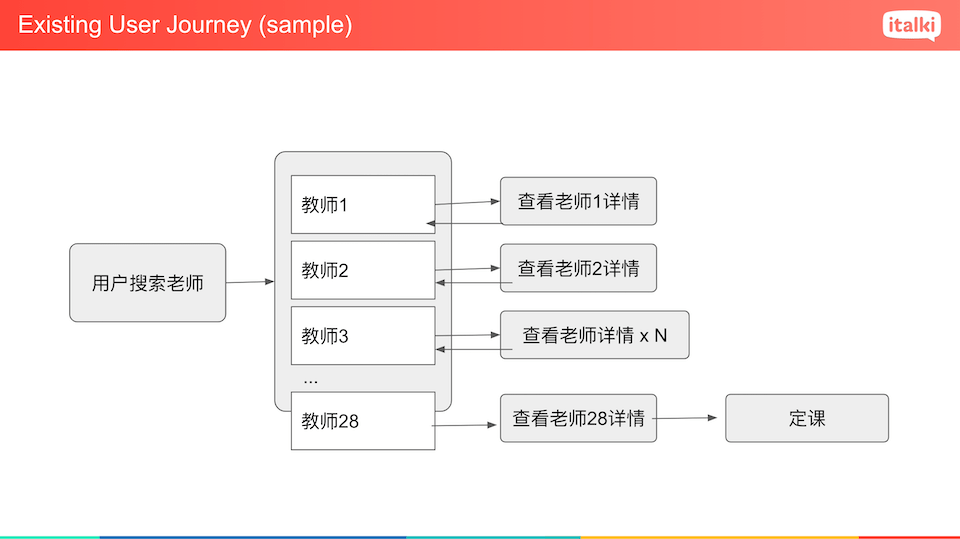 Existing User Journey (sample)
italki
用户搜索老师
教师1
查看老师1详情
教师2
查看老师2详情
教师3
查看老师详情 x N
...
教师28
查看老师28详情
定课